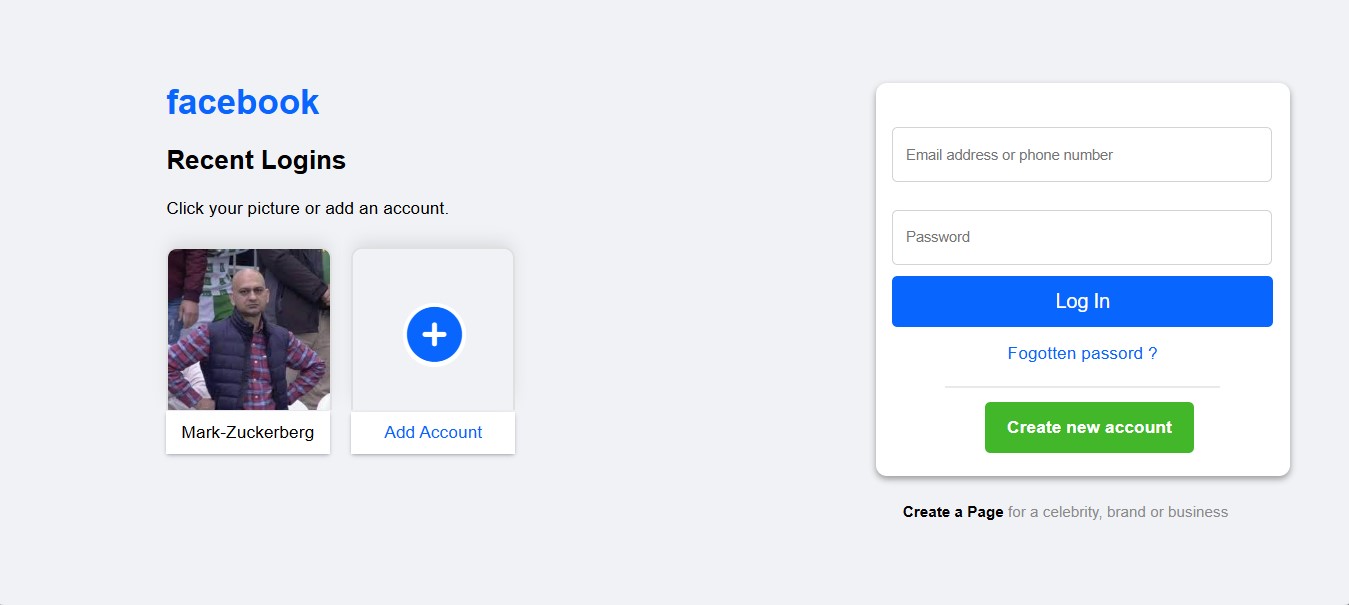 facebook
Recent Logins
Click your picture or add an account.
Mark-Zuckerberg
Add Account
Email address or phone number
Password
Log In
Fogotten passord ?
Create new account
Create a Page for a celebrity, brand or business